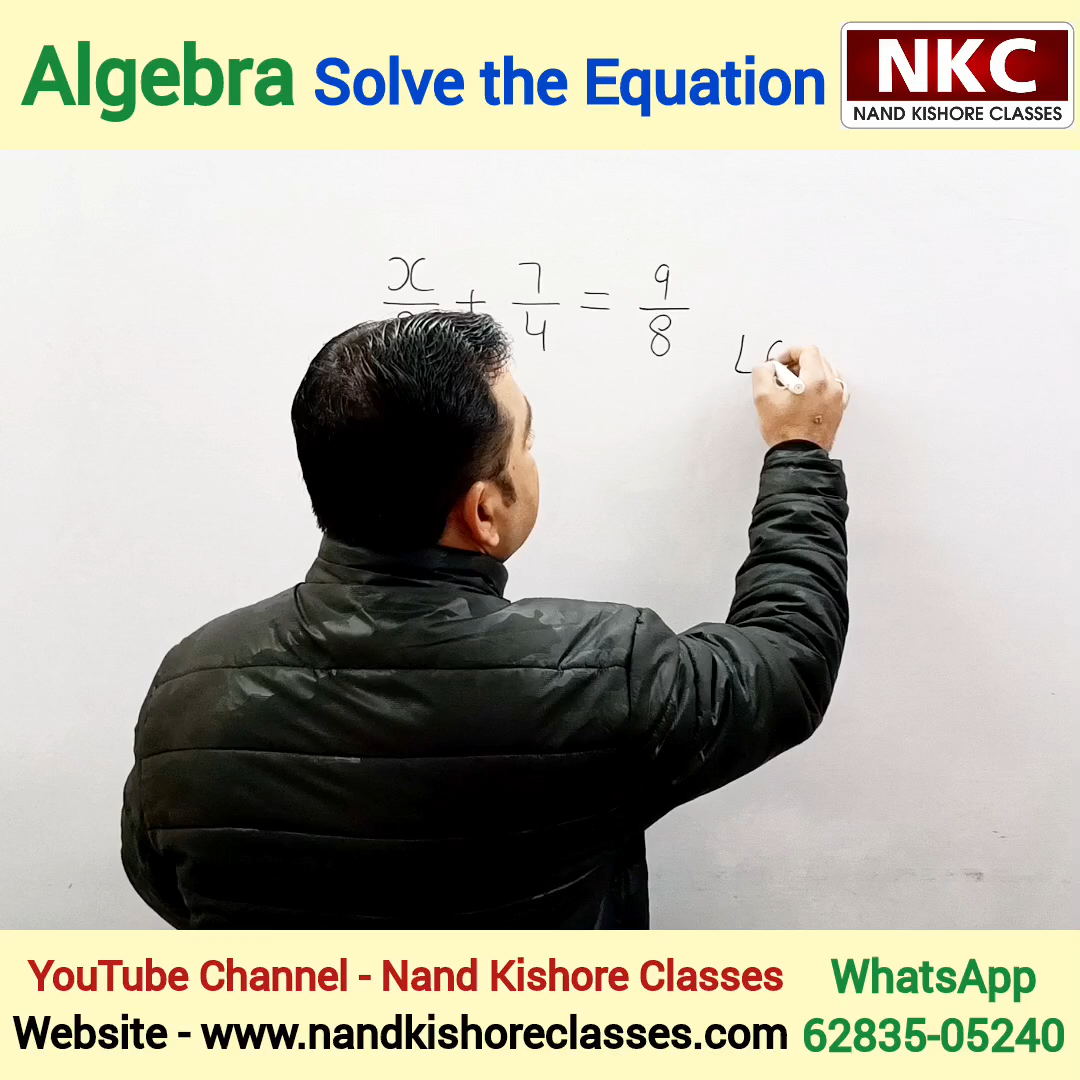 Algebra Solve the Equation
NKC
NAND KISHORE CLASSES
x + 7 = 9
4 8
L
YouTube Channel - Nand Kishore Classes
WhatsApp
Website - www.nandkishoreclasses.com
62835-05240